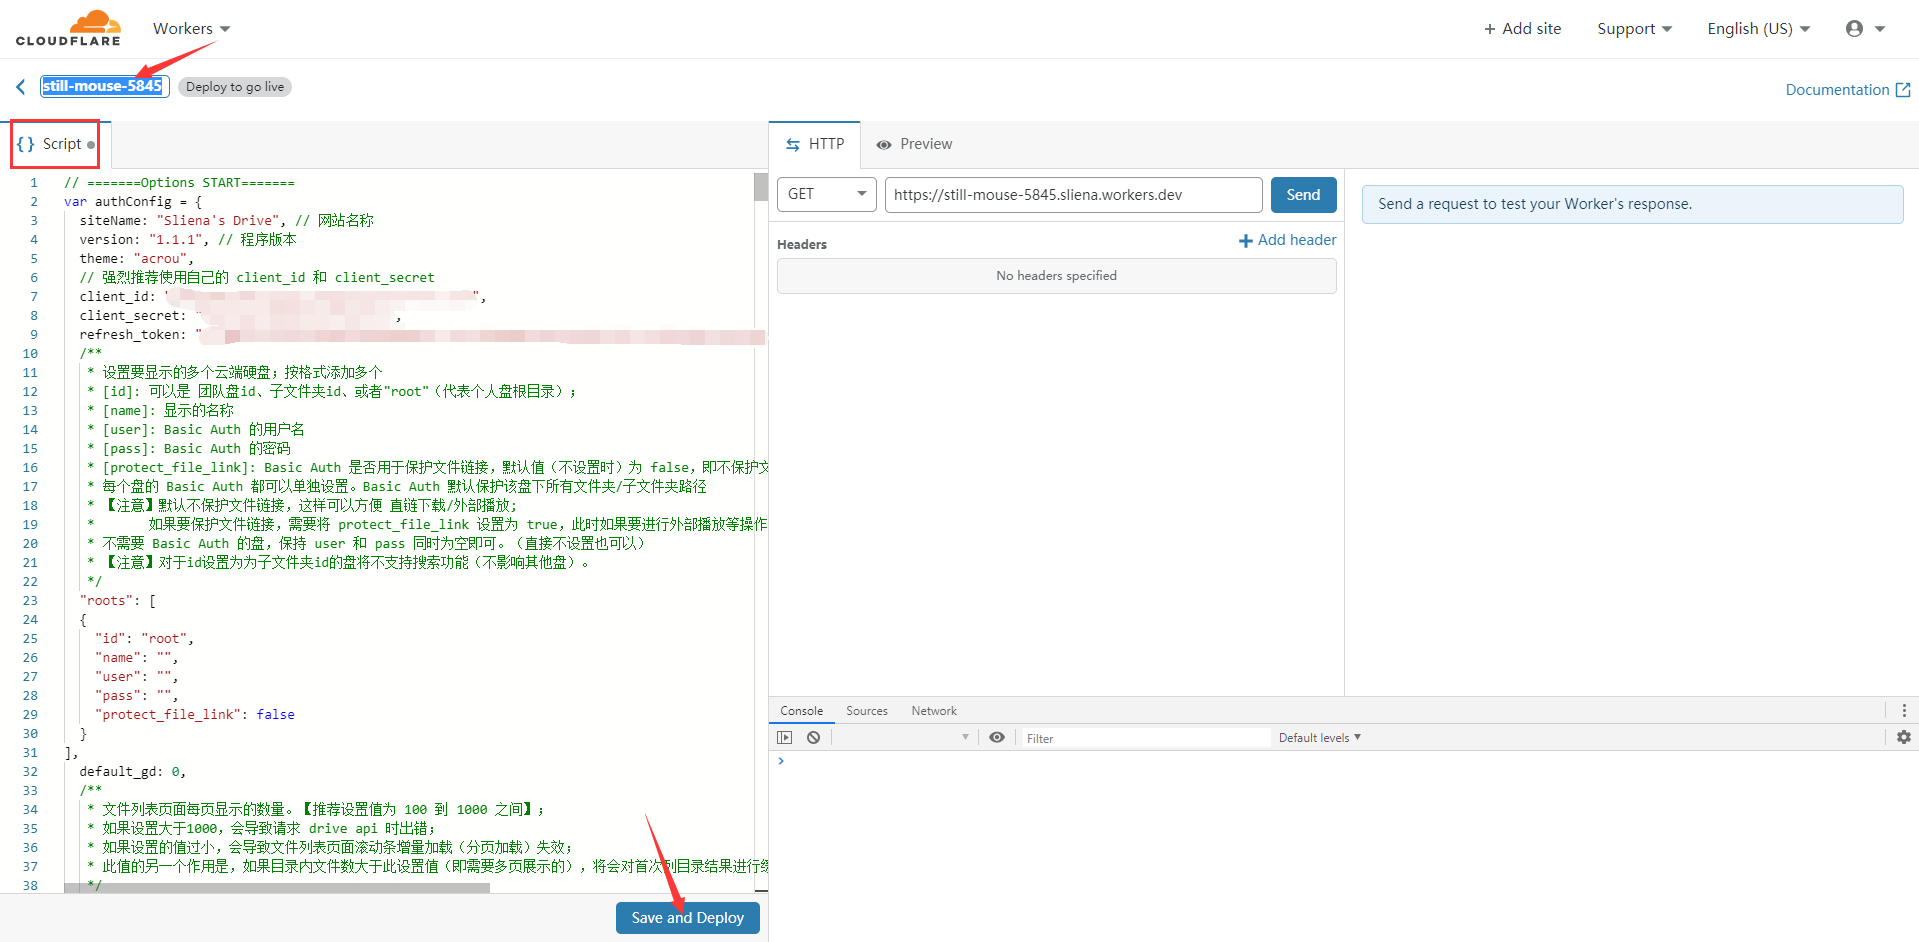 CLOUDFLARE
Workers
Add site
Support
English (US)
still-mouse-5845
Deploy to go live
Documentation
{ } Script
HTTP
Preview
1 // =======Options START=======
2 var authConfig = {
3 siteName: "Sliena's Drive", // 网站名称
4 version: "1.1.1", // 程序版本
5 theme: "acrou",
6 // 强烈推荐使用自己的 client_id 和 client_secret
7 client_id: "",
8 client_secret: ",
9 refresh_token: "
10 /**
11 * 设置要显示的多个云端硬盘；按格式添加多个
12 * [id]: 可以是 团队盘id、子文件夹id、或者"root"（代表个人盘根目录）；
13 * [name]: 显示的名称
14 * [user]: Basic Auth 的用户名
15 * [pass]: Basic Auth 的密码
16 * [protect_file_link]: Basic Auth 是否用于保护文件链接，默认值（不设置时）为 false，即不保护文
17 * 每个盘的 Basic Auth 都可以单独设置。Basic Auth 默认保护该盘下所有文件夹/子文件夹路径
18 * 【注意】默认不保护文件链接，这样可以方便 直链下载/外部播放;
19 * 如果要保护文件链接，需要将 protect_file_link 设置为 true，此时如果要进行外部播放等操作
20 * 不需要 Basic Auth 的盘，保持 user 和 pass 同时为空即可。（直接不设置也可以）
21 * 【注意】对于id设置为为子文件夹id的盘将不支持搜索功能（不影响其他盘）。
22 */
23 "roots": [
24 {
25 "id": "root",
26 "name": "",
27 "user": "",
28 "pass": "",
29 "protect_file_link": false
30 }
31 ],
32 default_gd: 0,
33 /**
34 * 文件列表页面每页显示的数量。【推荐设置值为 100 到 1000 之间】；
35 * 如果设置大于1000，会导致请求 drive api 时出错；
36 * 如果设置的值过小，会导致文件列表页面滚动条增量加载（分页加载）失效；
37 * 此值的另一个作用是，如果目录内文件数大于此设置值（即需要多页展示的），将会对首次列目录结果进行缓
38 */
Save and Deploy
GET
https://still-mouse-5845.sliena.workers.dev
Send
Headers
Add header
No headers specified
Send a request to test your Worker's response.
Console
Sources
Network
Filter
Default levels